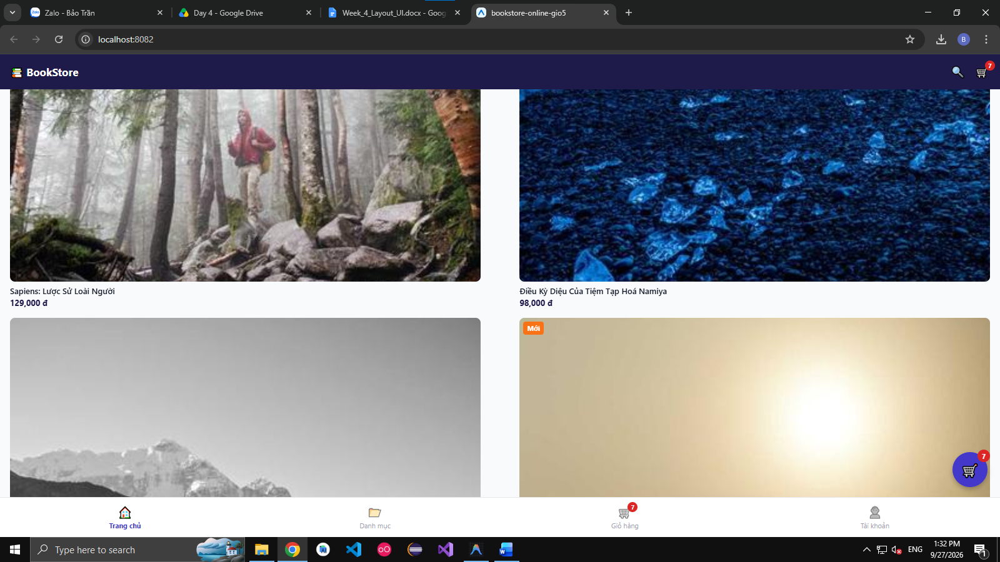 Zalo - Bảo Trần
Day 4 - Google Drive
Week_4_Layout_UI.docx - Goog
bookstore-online-gio5
localhost:8082
B
BookStore
7
Sapiens: Lược Sử Loài Người
129,000 đ
Điều Kỳ Diệu Của Tiệm Tạp Hoá Namiya
98,000 đ
Mới
7
Trang chủ
Danh mục
7
Giỏ hàng
Tài khoản
Type here to search
ENG
1:32 PM
9/27/2026
1